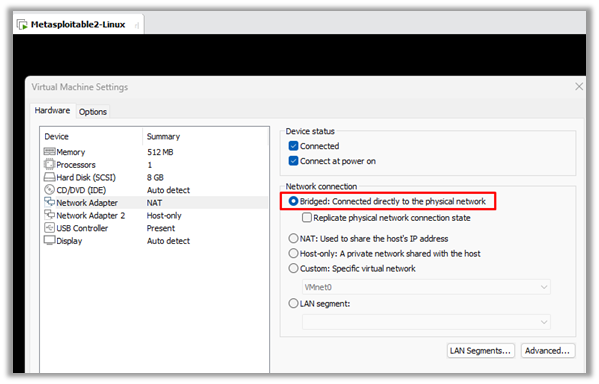 Metasploitable2-Linux
Virtual Machine Settings
Hardware Options
Device Summary
Memory 512 MB
Processors 1
Hard Disk (SCSI) 8 GB
CD/DVD (IDE) Auto detect
Network Adapter NAT
Network Adapter 2 Host-only
USB Controller Present
Display Auto detect
Device status
Connected
Connect at power on
Network connection
Bridged: Connected directly to the physical network
Replicate physical network connection state
NAT: Used to share the host's IP address
Host-only: A private network shared with the host
Custom: Specific virtual network
VMnet0
LAN segment:
LAN Segments... Advanced...